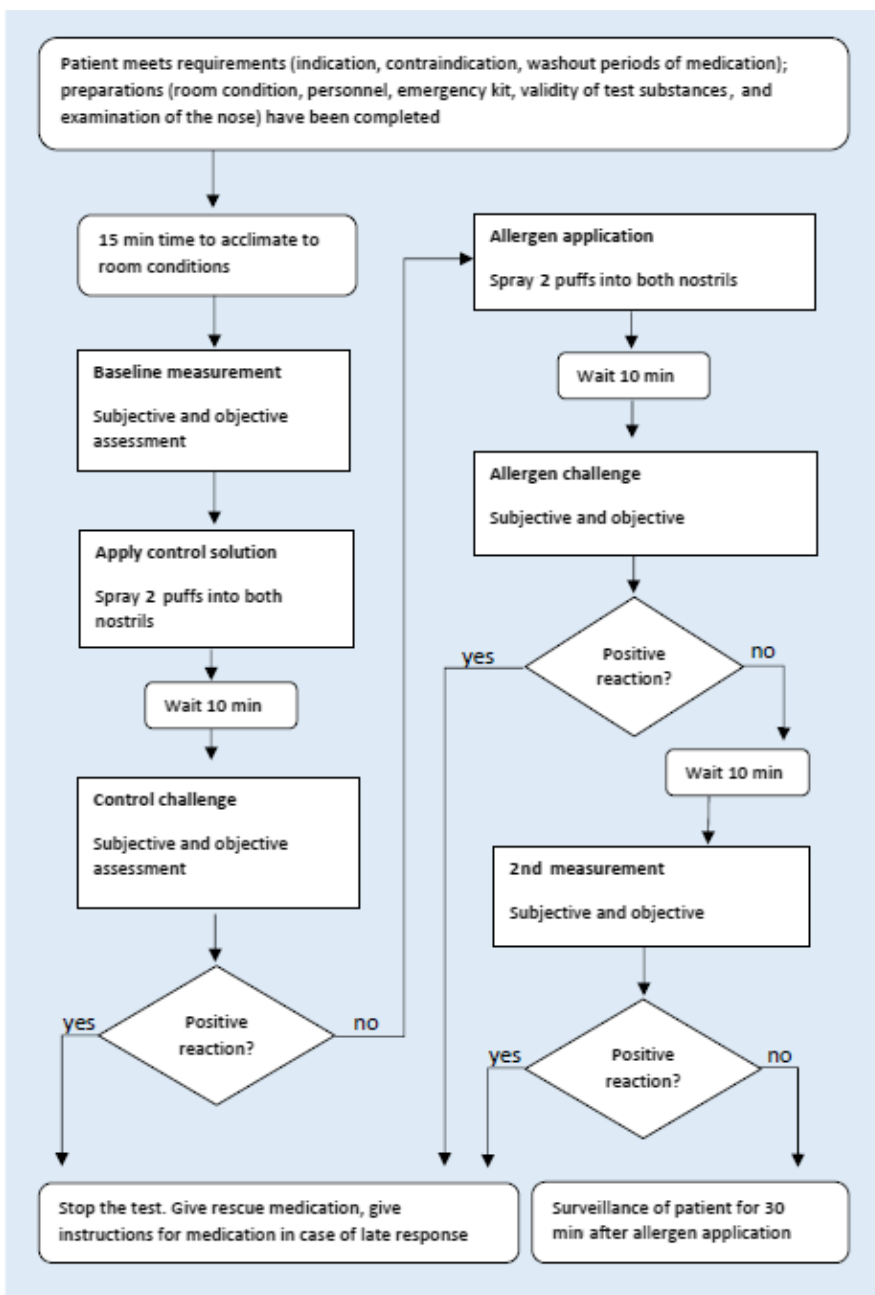 Patient meets requirements (indication, contraindication, washout periods of medication);
preparations (room condition, personnel, emergency kit, validity of test substances, and
examination of the nose) have been completed
15 min time to acclimate to
room conditions
Baseline measurement
Subjective and objective
assessment
Apply control solution
Spray 2 puffs into both
nostrils
Wait 10 min
Control challenge
Subjective and objective
assessment
Positive
reaction?
yes
no
Allergen application
Spray 2 puffs into both nostrils
Wait 10 min
Allergen challenge
Subjective and objective
Positive
reaction?
yes
no
Wait 10 min
2nd measurement
Subjective and objective
Positive
reaction?
yes
no
Stop the test. Give rescue medication, give
instructions for medication in case of late response
Surveillance of patient for 30
min after allergen application